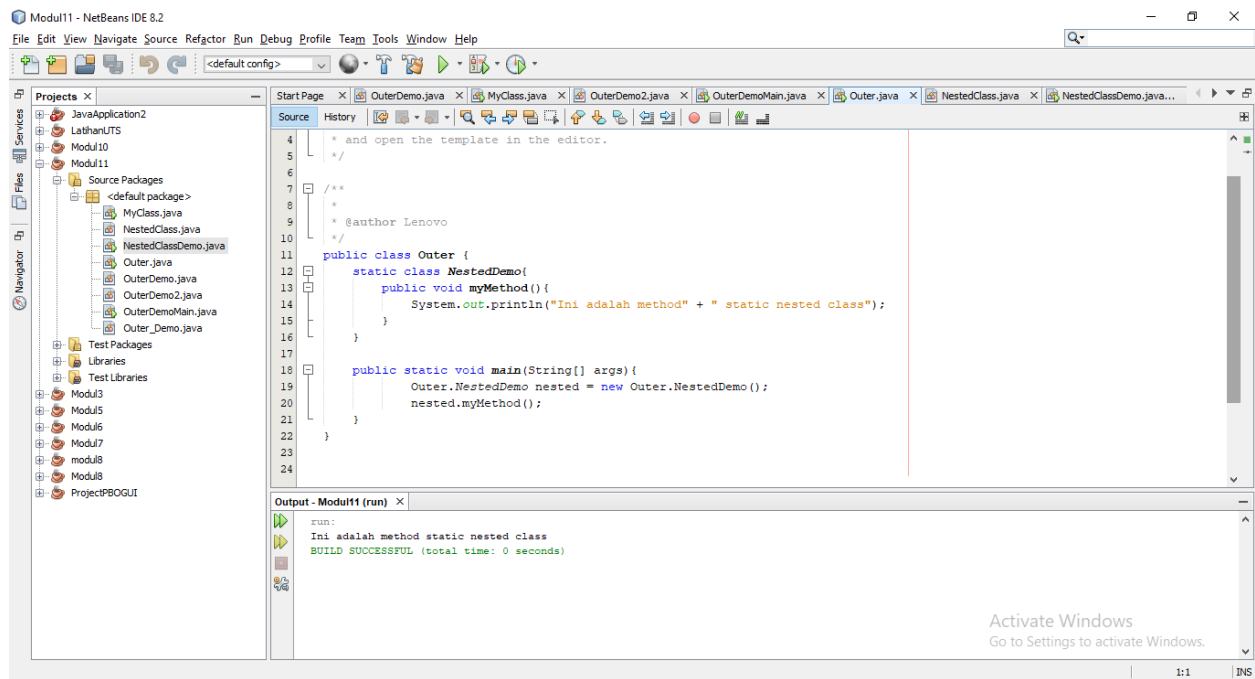 Modul11 - NetBeans IDE 8.2
File Edit View Navigate Source Refactor Run Debug Profile Team Tools Window Help
<default config>
Projects
Start Page OuterDemo.java MyClass.java OuterDemo2.java OuterDemoMain.java Outer.java NestedClass.java NestedClassDemo.java...
Source History
Services
Files
Navigator
JavaApplication2
LatihanUTS
Modul10
Modul11
Source Packages
<default package>
MyClass.java
NestedClass.java
NestedClassDemo.java
Outer.java
OuterDemo.java
OuterDemo2.java
OuterDemoMain.java
Outer_Demo.java
Test Packages
Libraries
Test Libraries
Modul3
Modul5
Modul6
Modul7
modul8
Modul8
ProjectPBOGUI
4 * and open the template in the editor.
5 */
6
7 /**
8 *
9 * @author Lenovo
10 */
11 public class Outer {
12 static class NestedDemo{
13 public void myMethod(){
14 System.out.println("Ini adalah method" + " static nested class");
15 }
16 }
17
18 public static void main(String[] args){
19 Outer.NestedDemo nested = new Outer.NestedDemo();
20 nested.myMethod();
21 }
22 }
23
24
Output - Modul11 (run)
run:
Ini adalah method static nested class
BUILD SUCCESSFUL (total time: 0 seconds)
Activate Windows
Go to Settings to activate Windows.
1:1 INS